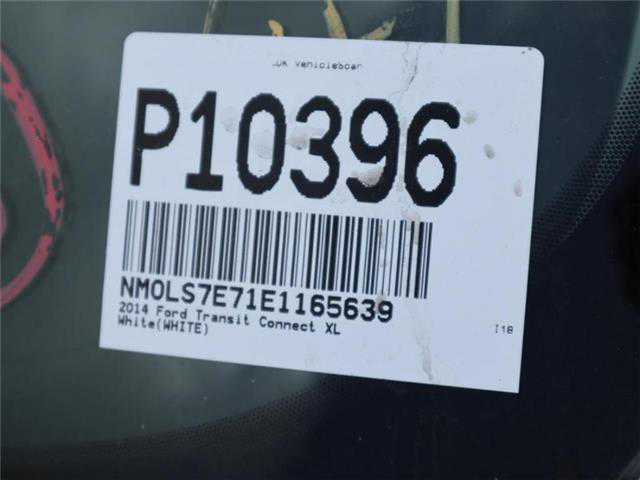 P10396
NM0LS7E71E1165639
2014 Ford Transit Connect XL
White(WHITE)
I18